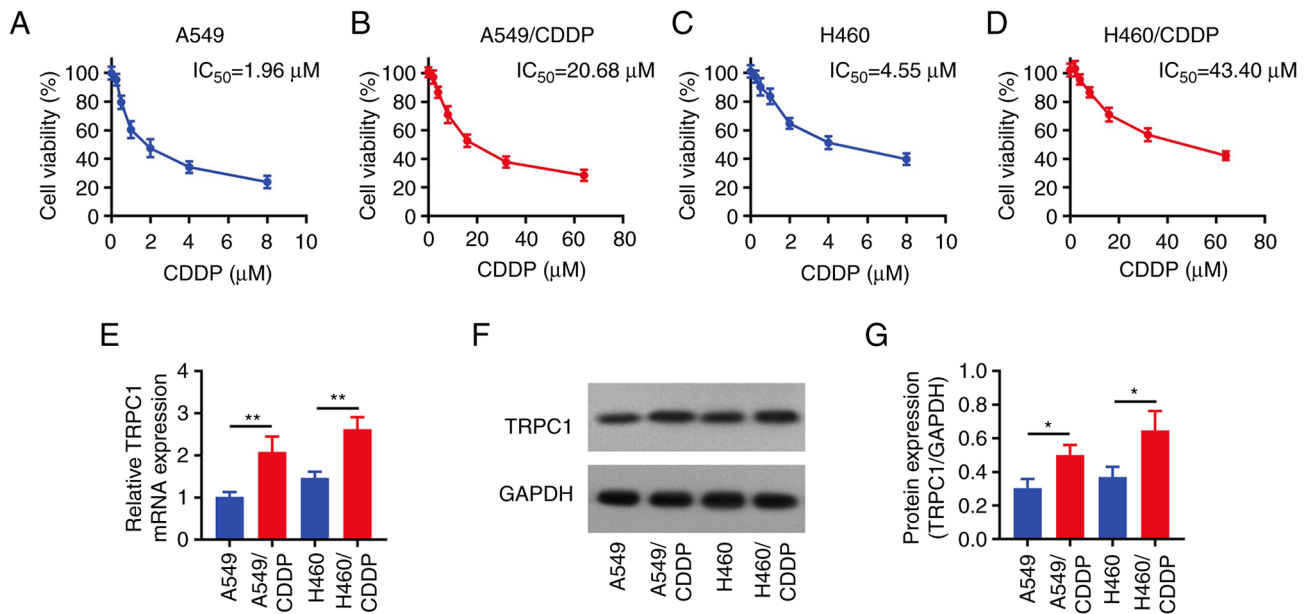 A
A549
IC50=1.96 μM
Cell viability (%)
100
80
60
40
20
0
0 2 4 6 8 10
CDDP (μM)
B
A549/CDDP
IC50=20.68 μM
Cell viability (%)
100
80
60
40
20
0
0 20 40 60 80
CDDP (μM)
C
H460
IC50=4.55 μM
Cell viability (%)
100
80
60
40
20
0
0 2 4 6 8 10
CDDP (μM)
D
H460/CDDP
IC50=43.40 μM
Cell viability (%)
100
80
60
40
20
0
0 20 40 60 80
CDDP (μM)
E
Relative TRPC1
mRNA expression
4
3
2
1
0
**
**
A549
A549/
CDDP
H460
H460/
CDDP
F
TRPC1
GAPDH
A549
A549/
CDDP
H460
H460/
CDDP
G
Protein expression
(TRPC1/GAPDH)
1.0
0.8
0.6
0.4
0.2
0.0
*
*
A549
A549/
CDDP
H460
H460/
CDDP